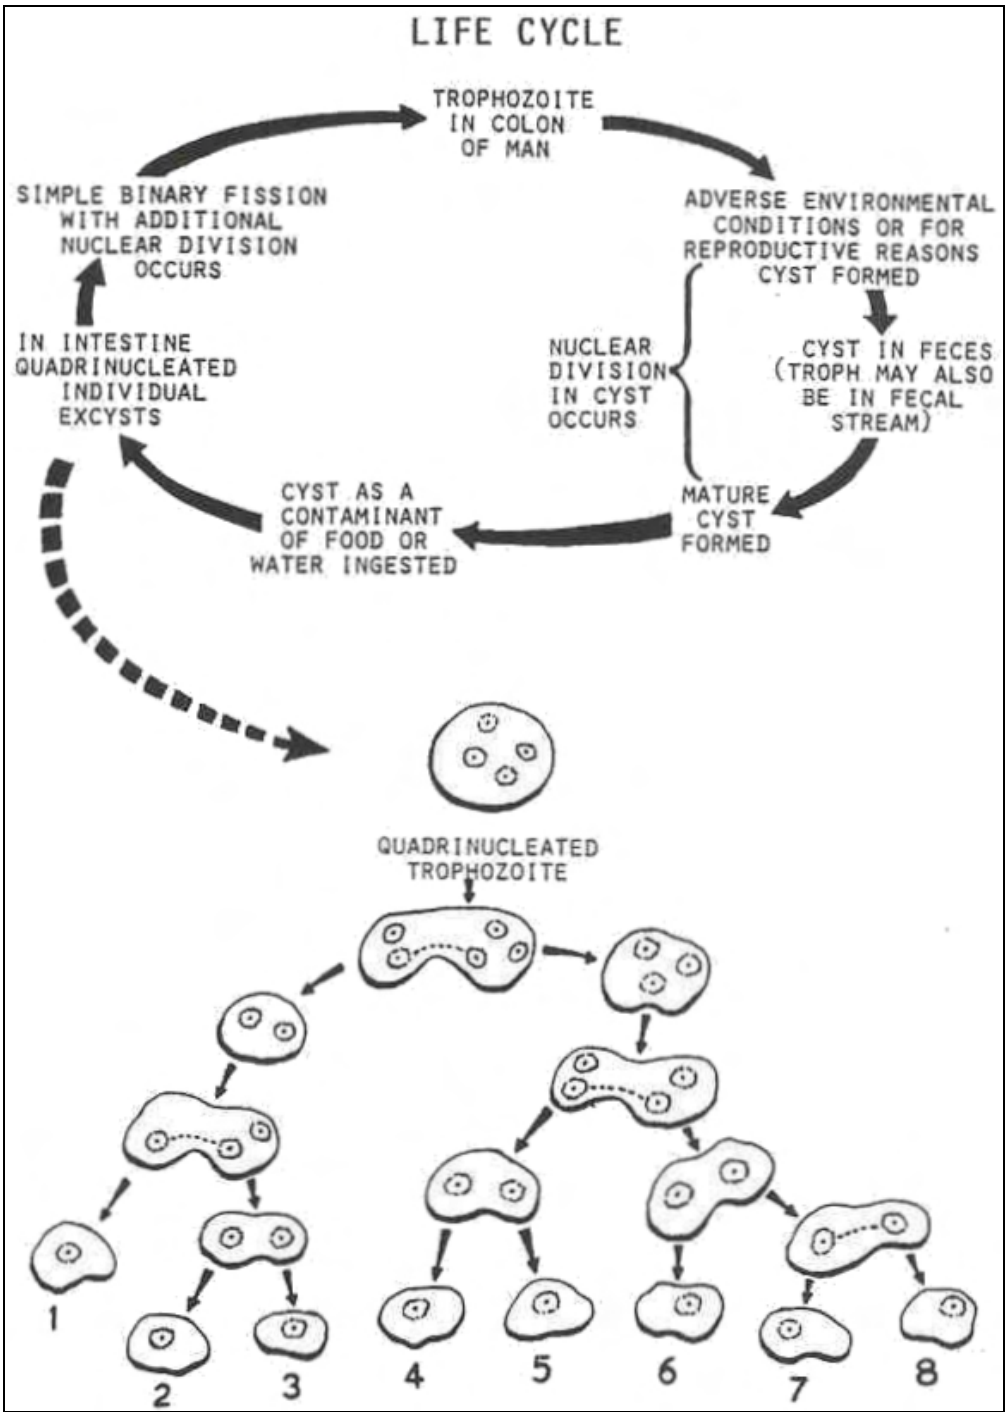 LIFE CYCLE
TROPHOZOITE
IN COLON
OF MAN
ADVERSE ENVIRONMENTAL
CONDITIONS OR FOR
REPRODUCTIVE REASONS
CYST FORMED
CYST IN FECES
(TROPH MAY ALSO
BE IN FECAL
STREAM)
NUCLEAR
DIVISION
IN CYST
OCCURS
MATURE
CYST
FORMED
CYST AS A
CONTAMINANT
OF FOOD OR
WATER INGESTED
IN INTESTINE
QUADRINUCLEATED
INDIVIDUAL
EXCYSTS
SIMPLE BINARY FISSION
WITH ADDITIONAL
NUCLEAR DIVISION
OCCURS
QUADRINUCLEATED
TROPHOZOITE
1
2
3
4
5
6
7
8